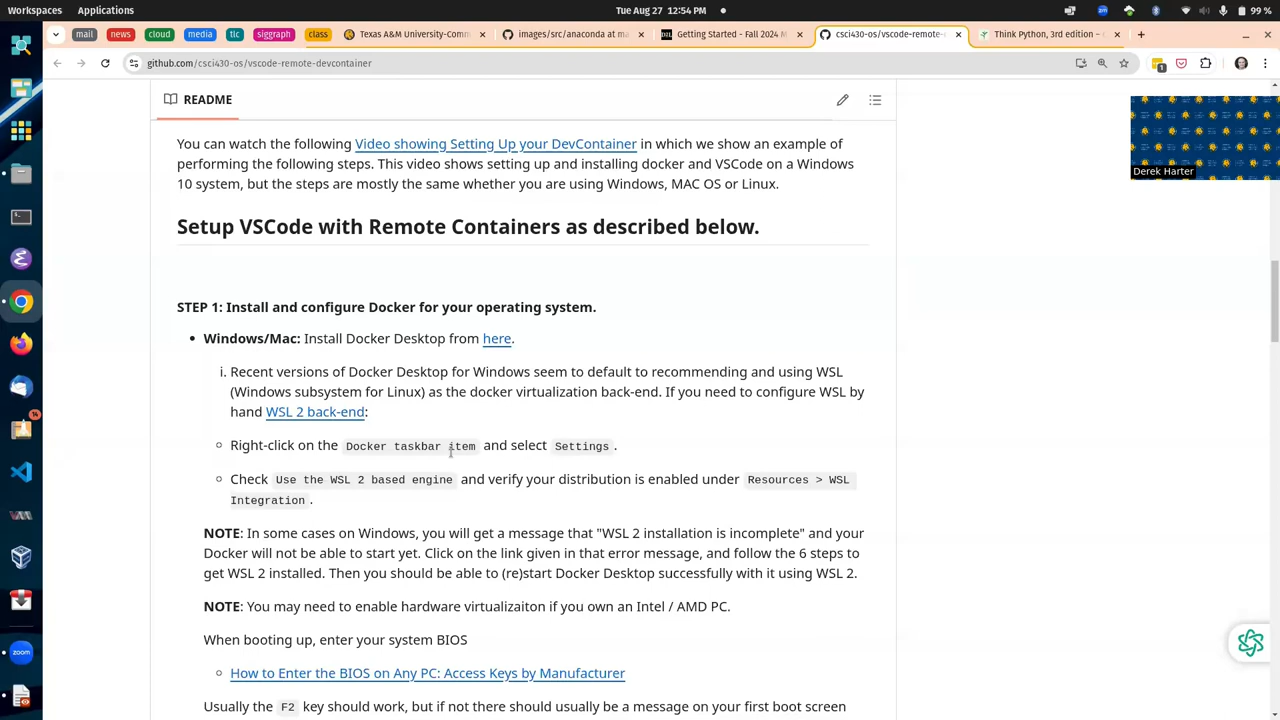 Workspaces Applications Tue Aug 27 12:54 PM 99 %
mail news cloud media tlc siggraph class Texas A&M University-Com images/src/anaconda at ma Getting Started - Fall 2024 M csci430-os/vscode-remote- Think Python, 3rd edition –
github.com/csci430-os/vscode-remote-devcontainer
1
README
Derek Harter
You can watch the following Video showing Setting Up your DevContainer in which we show an example of
performing the following steps. This video shows setting up and installing docker and VSCode on a Windows
10 system, but the steps are mostly the same whether you are using Windows, MAC OS or Linux.
Setup VSCode with Remote Containers as described below.
STEP 1: Install and configure Docker for your operating system.
• Windows/Mac: Install Docker Desktop from here.
i. Recent versions of Docker Desktop for Windows seem to default to recommending and using WSL
(Windows subsystem for Linux) as the docker virtualization back-end. If you need to configure WSL by
hand WSL 2 back-end:
Right-click on the Docker taskbar item and select Settings .
Check Use the WSL 2 based engine and verify your distribution is enabled under Resources > WSL
Integration .
NOTE: In some cases on Windows, you will get a message that "WSL 2 installation is incomplete" and your
Docker will not be able to start yet. Click on the link given in that error message, and follow the 6 steps to
get WSL 2 installed. Then you should be able to (re)start Docker Desktop successfully with it using WSL 2.
NOTE: You may need to enable hardware virtualizaiton if you own an Intel / AMD PC.
When booting up, enter your system BIOS
How to Enter the BIOS on Any PC: Access Keys by Manufacturer
Usually the F2 key should work, but if not there should usually be a message on your first boot screen
14
zoom